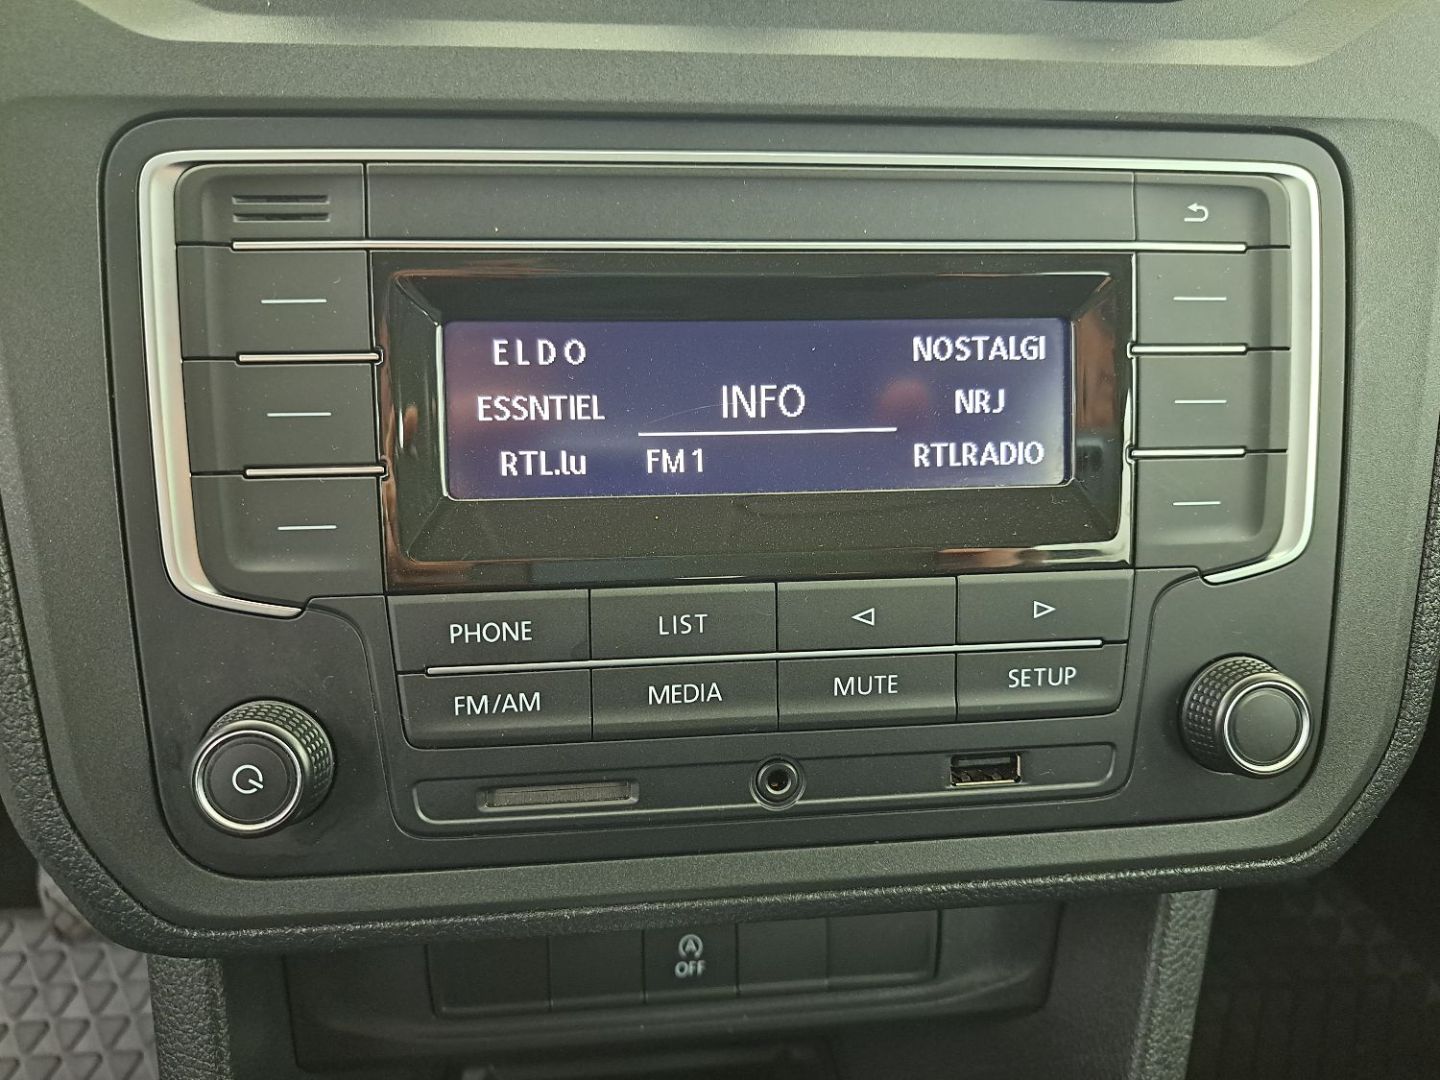 ELDO
NOSTALGI
ESSNTIEL
INFO
NRJ
RTL.lu
FM 1
RTLRADIO
PHONE
LIST
FM/AM
MEDIA
MUTE
SETUP
A
OFF